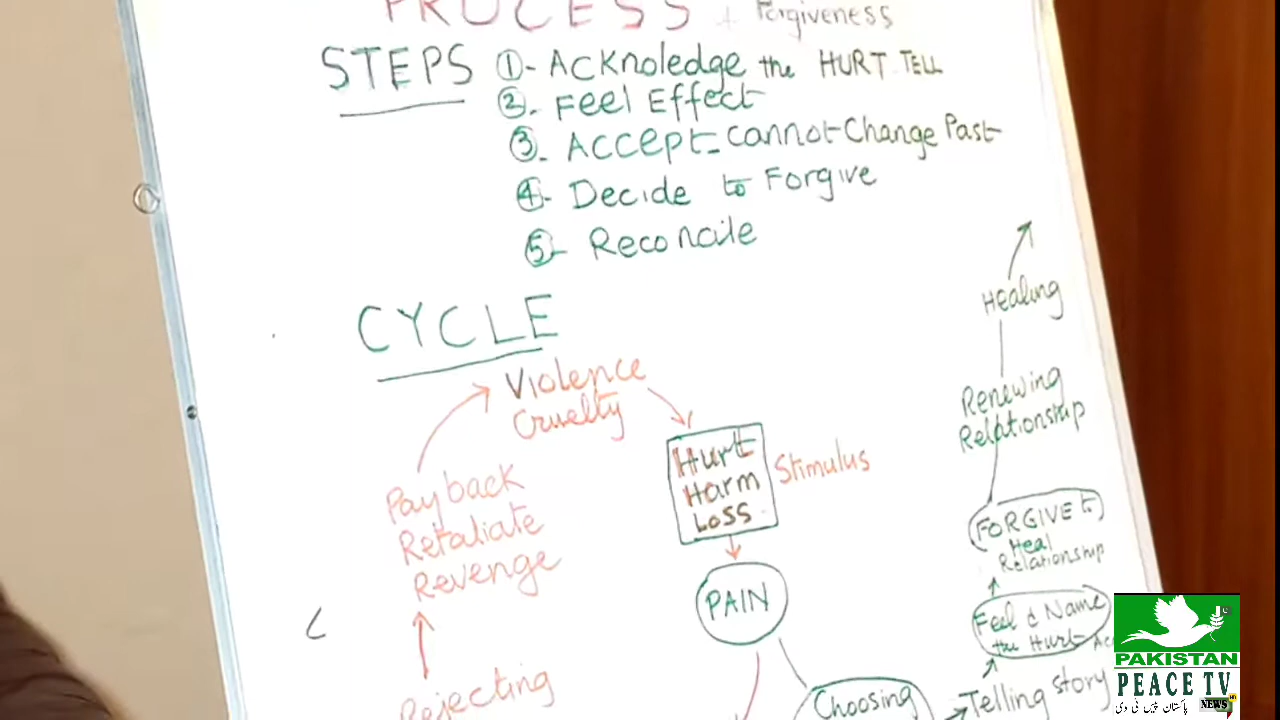 PROCESS Forgiveness
STEPS ①- ACKnoledge the HURT TELL
②. Feel Effect
③. Accept - cannot Change Past
④- Decide to Forgive
⑤- Reconcile
CYCLE
Violence
Cruelty
Hurt
Harm
Loss
Stimulus
PAIN
Payback
Retaliate
Revenge
Rejecting
Choosing
Telling story
Feel & Name
the Hurt
FORGIVE to
Heal
Relationship
Renewing
Relationship
Healing
PAKISTAN
PEACE TV
NEWS